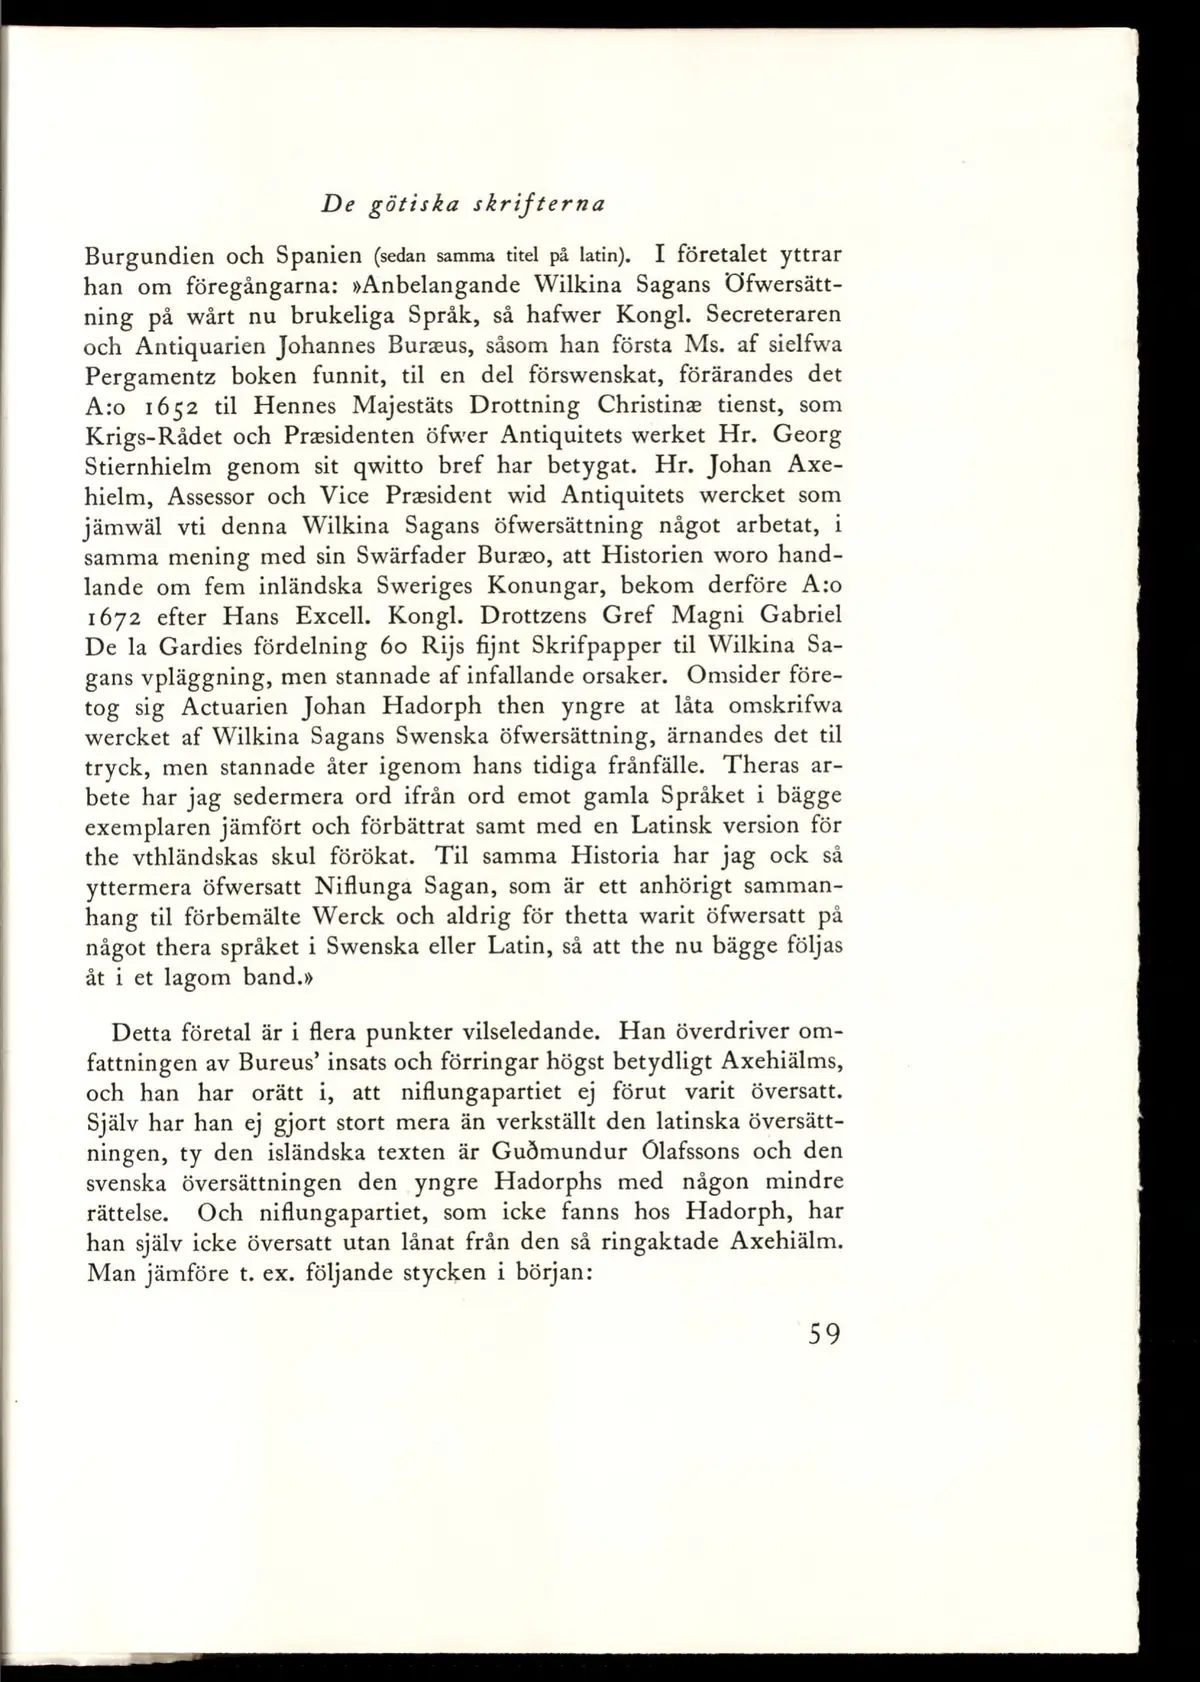 De götiska skrifterna
Burgundien och Spanien (sedan samma titel på latin). I företalet yttrar
han om föregångarna: »Anbelangande Wilkina Sagans Öfwersätt-
ning på wårt nu brukeliga Språk, så hafwer Kongl. Secreteraren
och Antiquarien Johannes Buræus, såsom han första Ms. af sielfwa
Pergamentz boken funnit, til en del förswenskat, förärandes det
A:o 1652 til Hennes Majestäts Drottning Christinæ tienst, som
Krigs-Rådet och Præsidenten öfwer Antiquitets werket Hr. Georg
Stiernhielm genom sit qwitto bref har betygat. Hr. Johan Axe-
hielm, Assessor och Vice Præsident wid Antiquitets wercket som
jämwäl vti denna Wilkina Sagans öfwersättning något arbetat, i
samma mening med sin Swärfader Buræo, att Historien woro hand-
lande om fem inländska Sweriges Konungar, bekom derföre A:o
1672 efter Hans Excell. Kongl. Drottzens Gref Magni Gabriel
De la Gardies fördelning 60 Rijs fijnt Skrifpapper til Wilkina Sa-
gans vpläggning, men stannade af infallande orsaker. Omsider före-
tog sig Actuarien Johan Hadorph then yngre at låta omskrifwa
wercket af Wilkina Sagans Swenska öfwersättning, ärnandes det til
tryck, men stannade åter igenom hans tidiga frånfälle. Theras ar-
bete har jag sedermera ord ifrån ord emot gamla Språket i bägge
exemplaren jämfört och förbättrat samt med en Latinsk version för
the vthländskas skul förökat. Til samma Historia har jag ock så
yttermera öfwersatt Niflunga Sagan, som är ett anhörigt samman-
hang til förbemälte Werck och aldrig för thetta warit öfwersatt på
något thera språket i Swenska eller Latin, så att the nu bägge följas
åt i et lagom band.»
Detta företal är i flera punkter vilseledande. Han överdriver om-
fattningen av Bureus’ insats och förringar högst betydligt Axehiälms,
och han har orätt i, att niflungapartiet ej förut varit översatt.
Själv har han ej gjort stort mera än verkställt den latinska översätt-
ningen, ty den isländska texten är Guðmundur Ólafssons och den
svenska översättningen den yngre Hadorphs med någon mindre
rättelse. Och niflungapartiet, som icke fanns hos Hadorph, har
han själv icke översatt utan lånat från den så ringaktade Axehiälm.
Man jämföre t. ex. följande stycken i början:
59